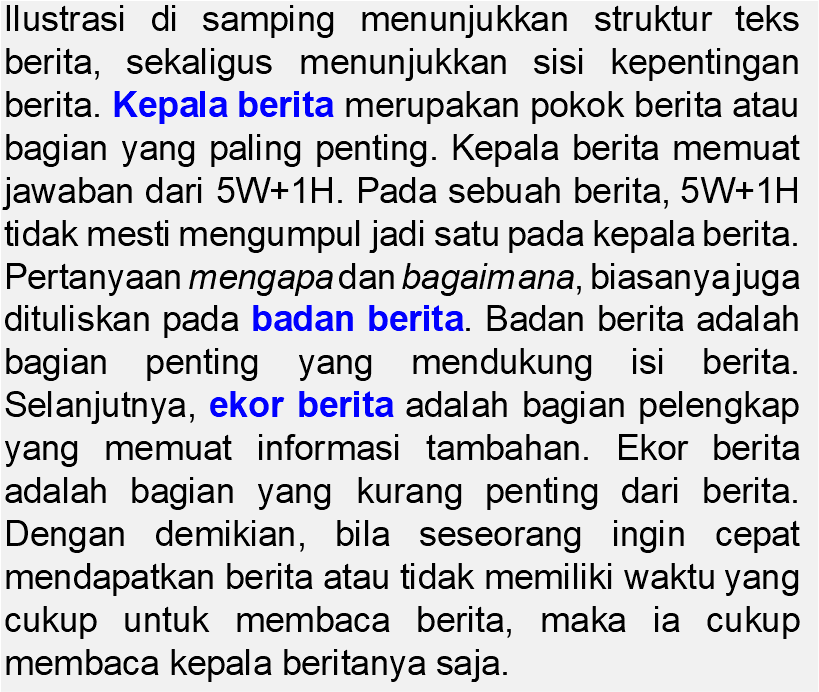 Ilustrasi di samping menunjukkan struktur teks
berita, sekaligus menunjukkan sisi kepentingan
berita. Kepala berita merupakan pokok berita atau
bagian yang paling penting. Kepala berita memuat
jawaban dari 5W+1H. Pada sebuah berita, 5W+1H
tidak mesti mengumpul jadi satu pada kepala berita.
Pertanyaan mengapa dan bagaimana, biasanya juga
dituliskan pada badan berita. Badan berita adalah
bagian penting yang mendukung isi berita.
Selanjutnya, ekor berita adalah bagian pelengkap
yang memuat informasi tambahan. Ekor berita
adalah bagian yang kurang penting dari berita.
Dengan demikian, bila seseorang ingin cepat
mendapatkan berita atau tidak memiliki waktu yang
cukup untuk membaca berita, maka ia cukup
membaca kepala beritanya saja.